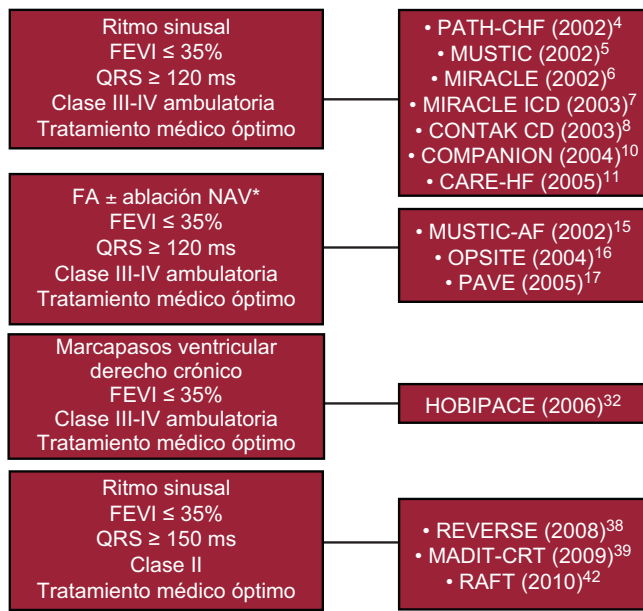 Ritmo sinusal
FEVI ≤ 35%
QRS ≥ 120 ms
Clase III-IV ambulatoria
Tratamiento médico óptimo
• PATH-CHF (2002)4
• MUSTIC (2002)5
• MIRACLE (2002)6
• MIRACLE ICD (2003)7
• CONTAK CD (2003)8
• COMPANION (2004)10
• CARE-HF (2005)11
FA ± ablación NAV*
FEVI ≤ 35%
QRS ≥ 120 ms
Clase III-IV ambulatoria
Tratamiento médico óptimo
• MUSTIC-AF (2002)15
• OPSITE (2004)16
• PAVE (2005)17
Marcapasos ventricular
derecho crónico
FEVI ≤ 35%
Clase III-IV ambulatoria
Tratamiento médico óptimo
HOBIPACE (2006)32
Ritmo sinusal
FEVI ≤ 35%
QRS ≥ 150 ms
Clase II
Tratamiento médico óptimo
• REVERSE (2008)38
• MADIT-CRT (2009)39
• RAFT (2010)42